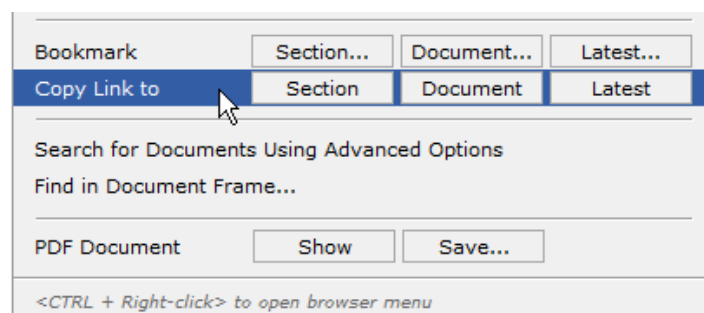 Bookmark Section... Document... Latest...
Copy Link to Section Document Latest
Search for Documents Using Advanced Options
Find in Document Frame...
PDF Document Show Save...
<CTRL + Right-click> to open browser menu